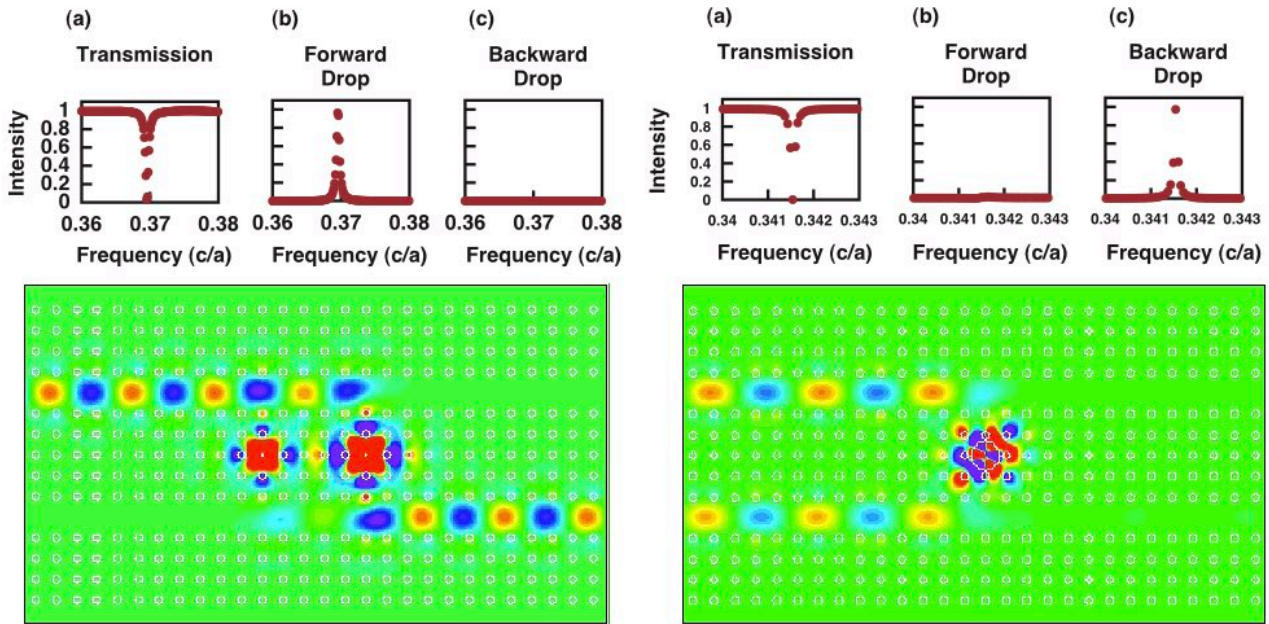 (a) (b) (c)
Transmission Forward Drop Backward Drop
Intensity
1
0.8
0.6
0.4
0.2
0
0.36 0.37 0.38 0.36 0.37 0.38 0.36 0.37 0.38
Frequency (c/a) Frequency (c/a) Frequency (c/a)
(a) (b) (c)
Transmission Forward Drop Backward Drop
Intensity
1
0.8
0.6
0.4
0.2
0
0.34 0.341 0.342 0.343 0.34 0.341 0.342 0.343 0.34 0.341 0.342 0.343
Frequency (c/a) Frequency (c/a) Frequency (c/a)